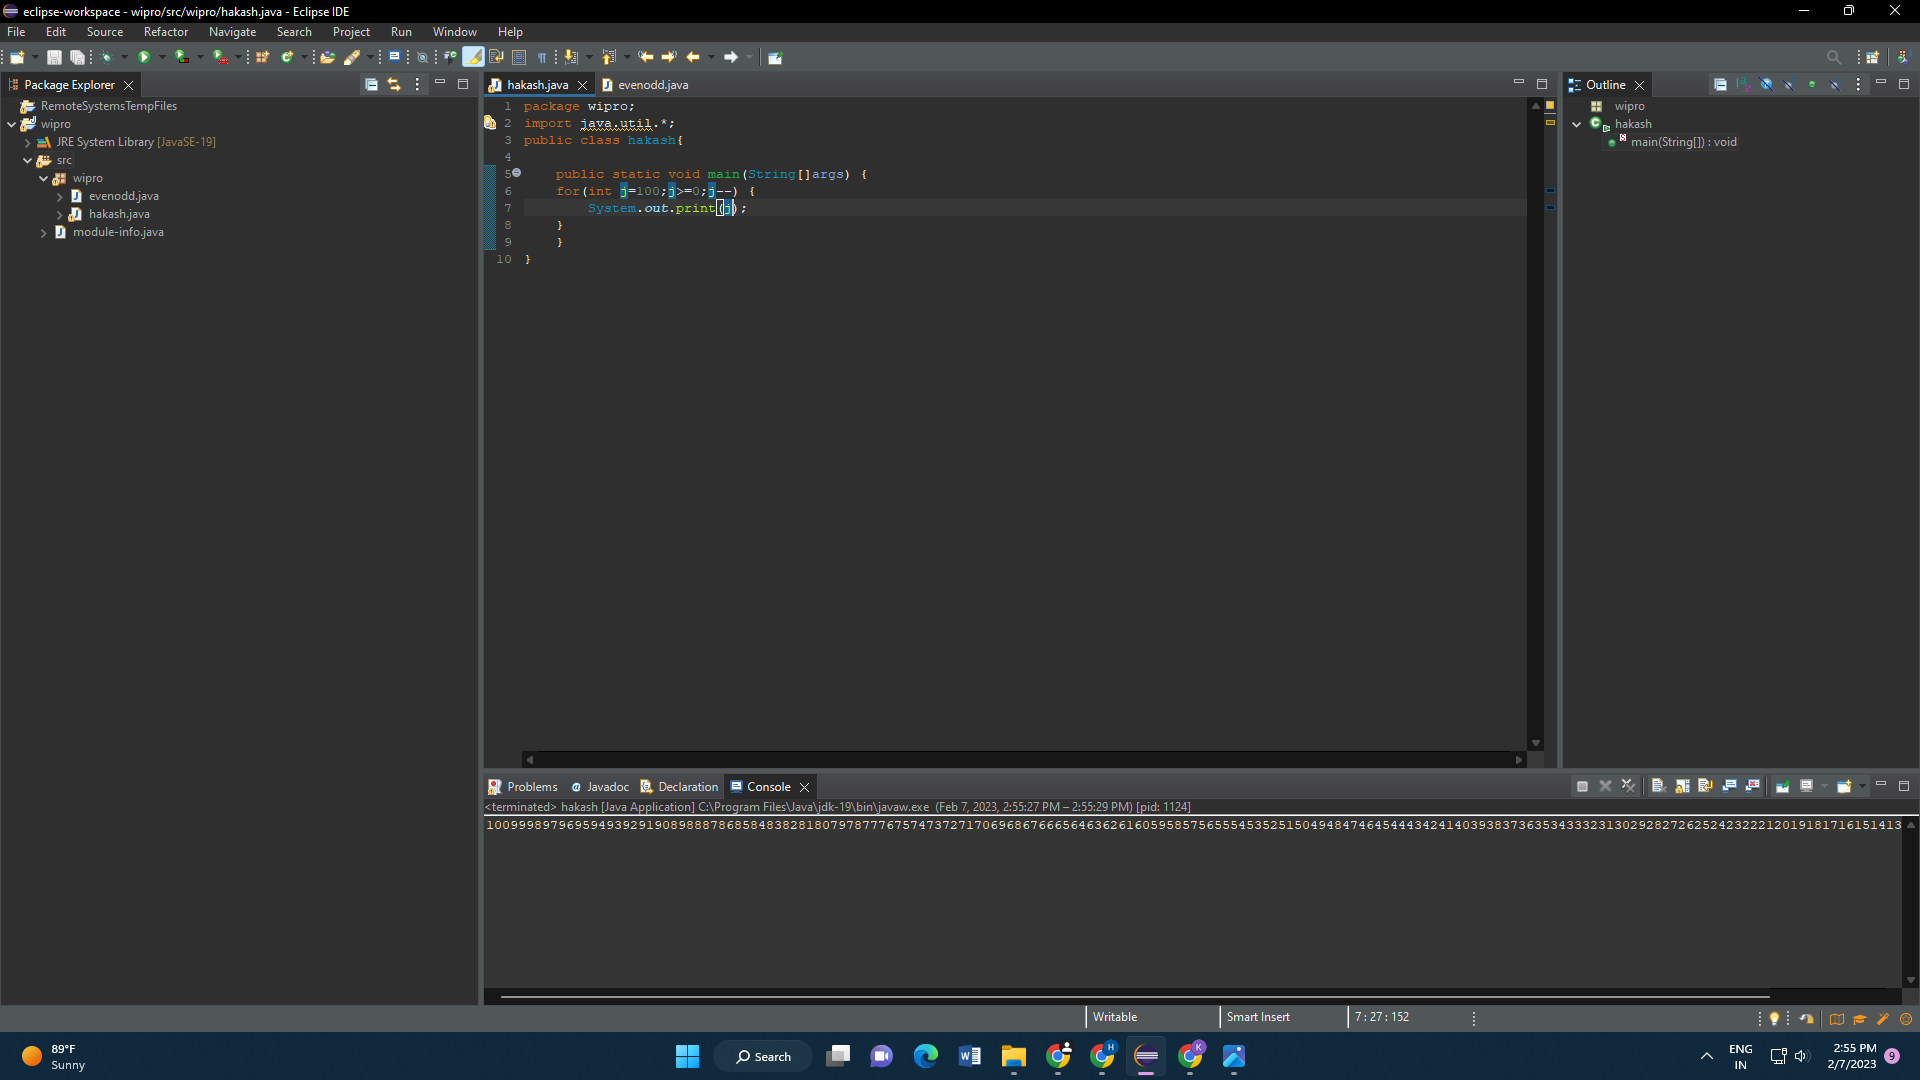 eclipse-workspace - wipro/src/wipro/hakash.java - Eclipse IDE
File Edit Source Refactor Navigate Search Project Run Window Help
Package Explorer
RemoteSystemsTempFiles
wipro
JRE System Library [JavaSE-19]
src
wipro
evenodd.java
hakash.java
module-info.java
hakash.java evenodd.java
1 package wipro;
2 import java.util.*;
3 public class hakash{
4
5 public static void main(String[]args) {
6 for(int j=100;j>=0;j--) {
7 System.out.print(j);
8 }
9 }
10 }
Outline
wipro
hakash
main(String[]) : void
Problems @ Javadoc Declaration Console
<terminated> hakash [Java Application] C:\Program Files\Java\jdk-19\bin\javaw.exe (Feb 7, 2023, 2:55:27 PM – 2:55:29 PM) [pid: 1124]
100999897969594939291908988878685848382818079787776757473727170696867666564636261605958575655545352515049484746454443424140393837363534333231302928272625242322212019181716151413
Writable Smart Insert 7 : 27 : 152
89°F
Sunny
Search
ENG
IN
2:55 PM
2/7/2023
9